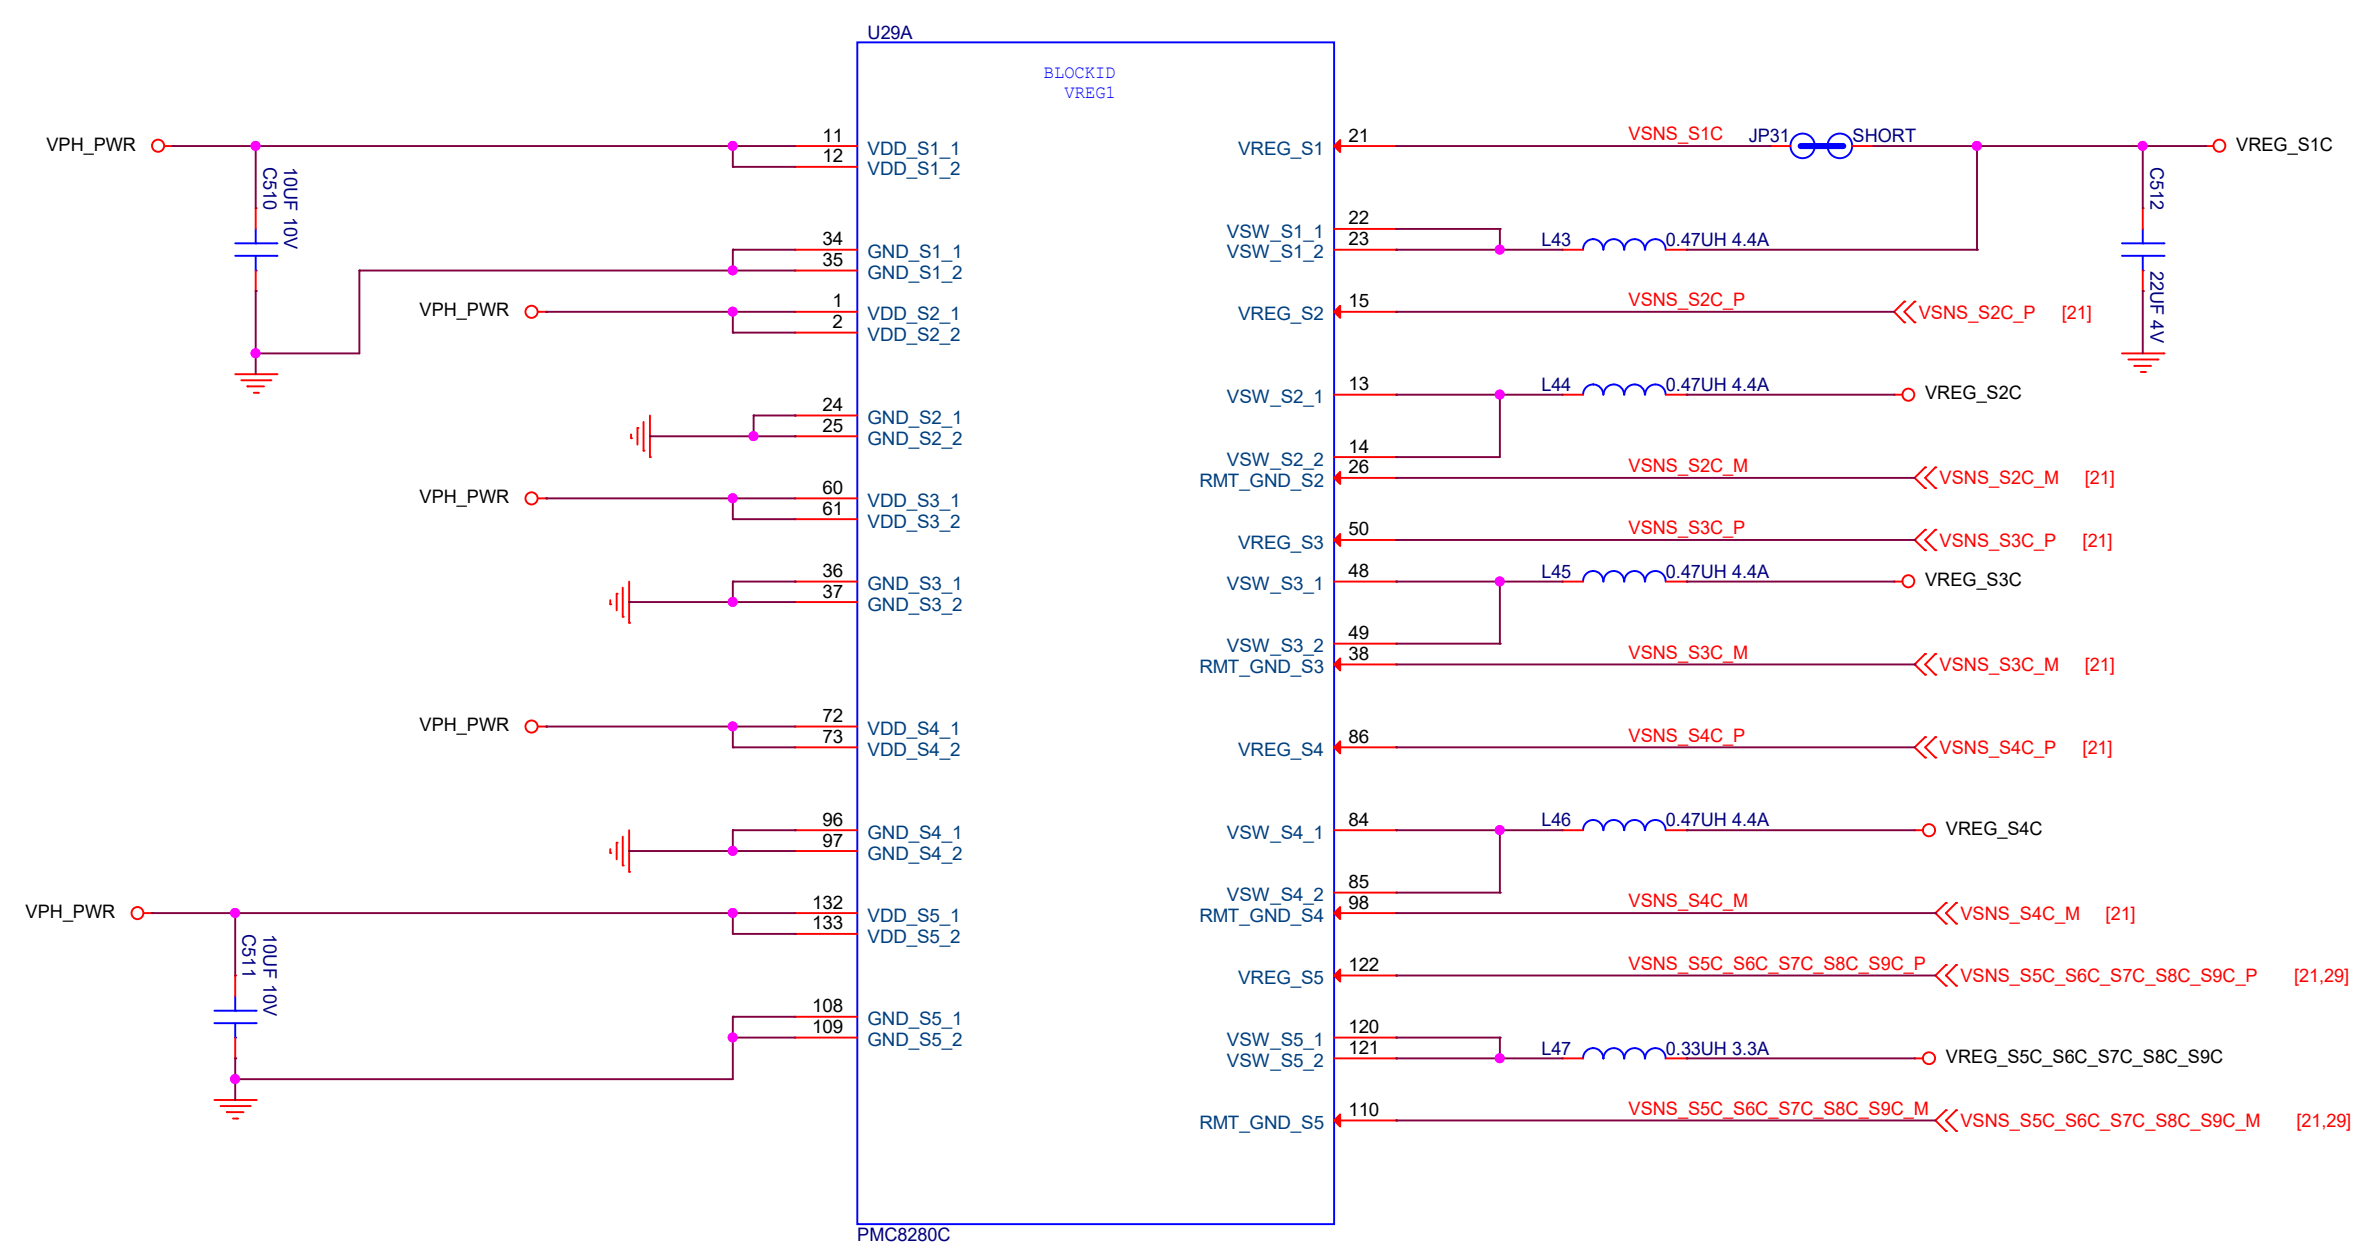 U29A
BLOCKID
VREG1
VPH_PWR
11
VDD_S1_1
12
VDD_S1_2
10UF 10V
C510
34
GND_S1_1
35
GND_S1_2
VPH_PWR
1
VDD_S2_1
2
VDD_S2_2
24
GND_S2_1
25
GND_S2_2
VPH_PWR
60
VDD_S3_1
61
VDD_S3_2
36
GND_S3_1
37
GND_S3_2
VPH_PWR
72
VDD_S4_1
73
VDD_S4_2
96
GND_S4_1
97
GND_S4_2
VPH_PWR
132
VDD_S5_1
133
VDD_S5_2
10UF 10V
C511
108
GND_S5_1
109
GND_S5_2
VREG_S1
21
VSNS_S1C
JP31
SHORT
VREG_S1C
C512
22UF 4V
VSW_S1_1
22
VSW_S1_2
23
L43
0.47UH 4.4A
VREG_S2
15
VSNS_S2C_P
VSNS_S2C_P [21]
VSW_S2_1
13
L44
0.47UH 4.4A
VREG_S2C
VSW_S2_2
14
RMT_GND_S2
26
VSNS_S2C_M
VSNS_S2C_M [21]
VREG_S3
50
VSNS_S3C_P
VSNS_S3C_P [21]
VSW_S3_1
48
L45
0.47UH 4.4A
VREG_S3C
VSW_S3_2
49
RMT_GND_S3
38
VSNS_S3C_M
VSNS_S3C_M [21]
VREG_S4
86
VSNS_S4C_P
VSNS_S4C_P [21]
VSW_S4_1
84
L46
0.47UH 4.4A
VREG_S4C
VSW_S4_2
85
RMT_GND_S4
98
VSNS_S4C_M
VSNS_S4C_M [21]
VREG_S5
122
VSNS_S5C_S6C_S7C_S8C_S9C_P
VSNS_S5C_S6C_S7C_S8C_S9C_P [21,29]
VSW_S5_1
120
VSW_S5_2
121
L47
0.33UH 3.3A
VREG_S5C_S6C_S7C_S8C_S9C
RMT_GND_S5
110
VSNS_S5C_S6C_S7C_S8C_S9C_M
VSNS_S5C_S6C_S7C_S8C_S9C_M [21,29]
PMC8280C